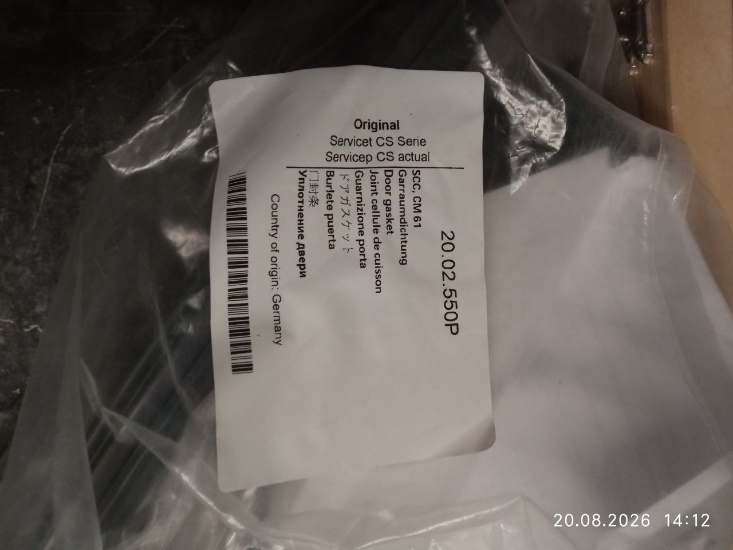 Original
Servicet CS Serie
Servicep CS actual
20.02.550P
SCC, CM 61
Garraumdichtung
Door gasket
Joint cellule de cuisson
Guarnizione porta
ドアガスケット
Burlete puerta
门封条
Уплотнение двери
Country of origin: Germany
20.08.2026 14:12